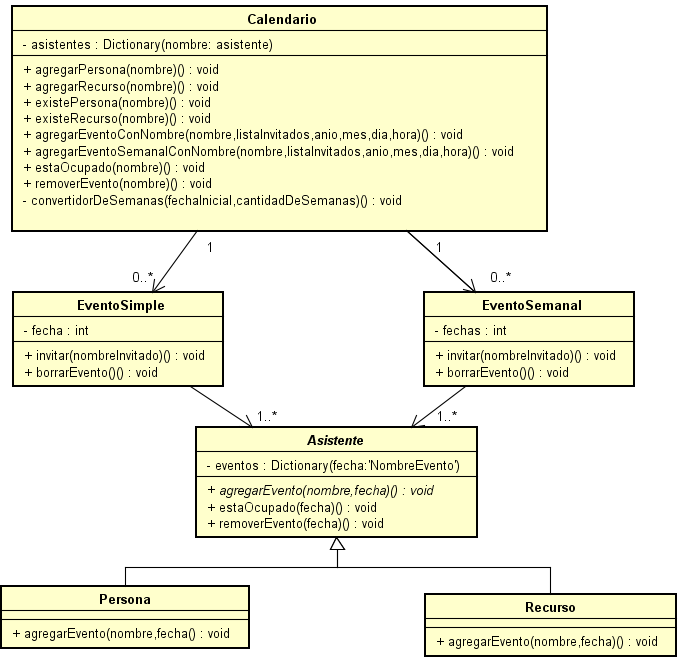 Calendario
- asistentes : Dictionary(nombre: asistente)
+ agregarPersona(nombre)() : void
+ agregarRecurso(nombre)() : void
+ existePersona(nombre)() : void
+ existeRecurso(nombre)() : void
+ agregarEventoConNombre(nombre,listaInvitados,anio,mes,dia,hora)() : void
+ agregarEventoSemanalConNombre(nombre,listaInvitados,anio,mes,dia,hora)() : void
+ estaOcupado(nombre)() : void
+ removerEvento(nombre)() : void
- convertidorDeSemanas(fechaInicial,cantidadDeSemanas)() : void
1
1
0..*
0..*
EventoSimple
- fecha : int
+ invitar(nombreInvitado)() : void
+ borrarEvento()() : void
EventoSemanal
- fechas : int
+ invitar(nombreInvitado)() : void
+ borrarEvento()() : void
1..*
1..*
Asistente
- eventos : Dictionary(fecha:'NombreEvento')
+ agregarEvento(nombre,fecha)() : void
+ estaOcupado(fecha)() : void
+ removerEvento(fecha)() : void
Persona
+ agregarEvento(nombre,fecha() : void
Recurso
+ agregarEvento(nombre,fecha)() : void